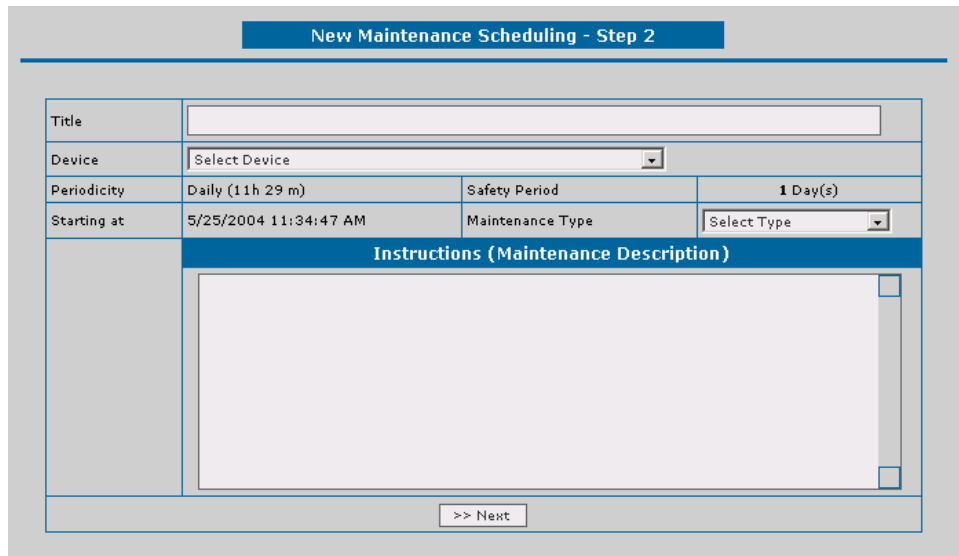 New Maintenance Scheduling - Step 2
Title
Device Select Device
Periodicity Daily (11h 29 m) Safety Period 1 Day(s)
Starting at 5/25/2004 11:34:47 AM Maintenance Type Select Type
Instructions (Maintenance Description)
>> Next